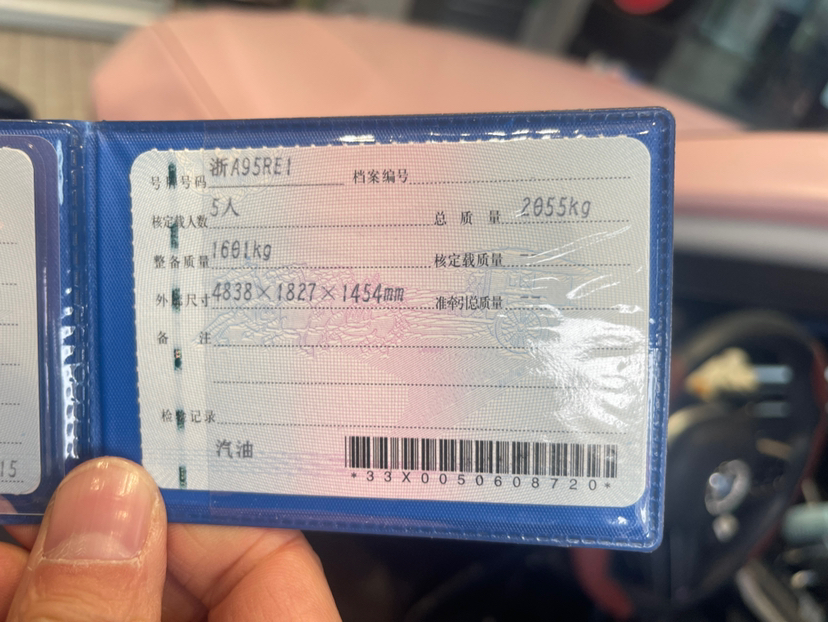 号牌号码 浙A95RE1 档案编号
核定载人数 5人 总质量 2055kg
整备质量 1601kg 核定载质量 --
外廓尺寸 4838×1827×1454mm 准牵引总质量 --
备注
检验记录
汽油
*33X0050608720*
15